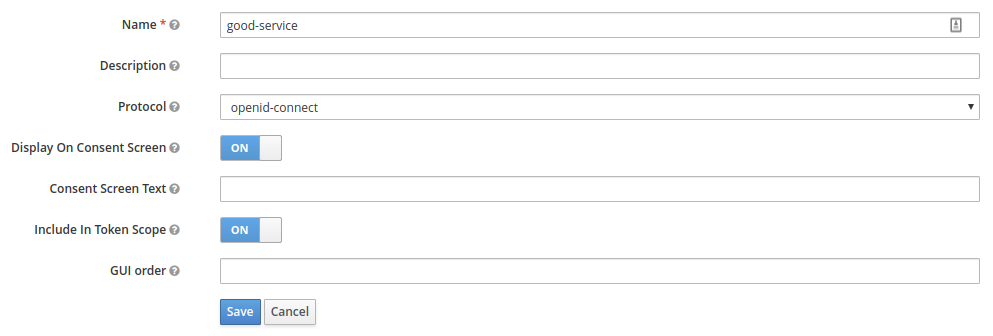 Name *
good-service
Description
Protocol
openid-connect
Display On Consent Screen
ON
Consent Screen Text
Include In Token Scope
ON
GUI order
Save
Cancel